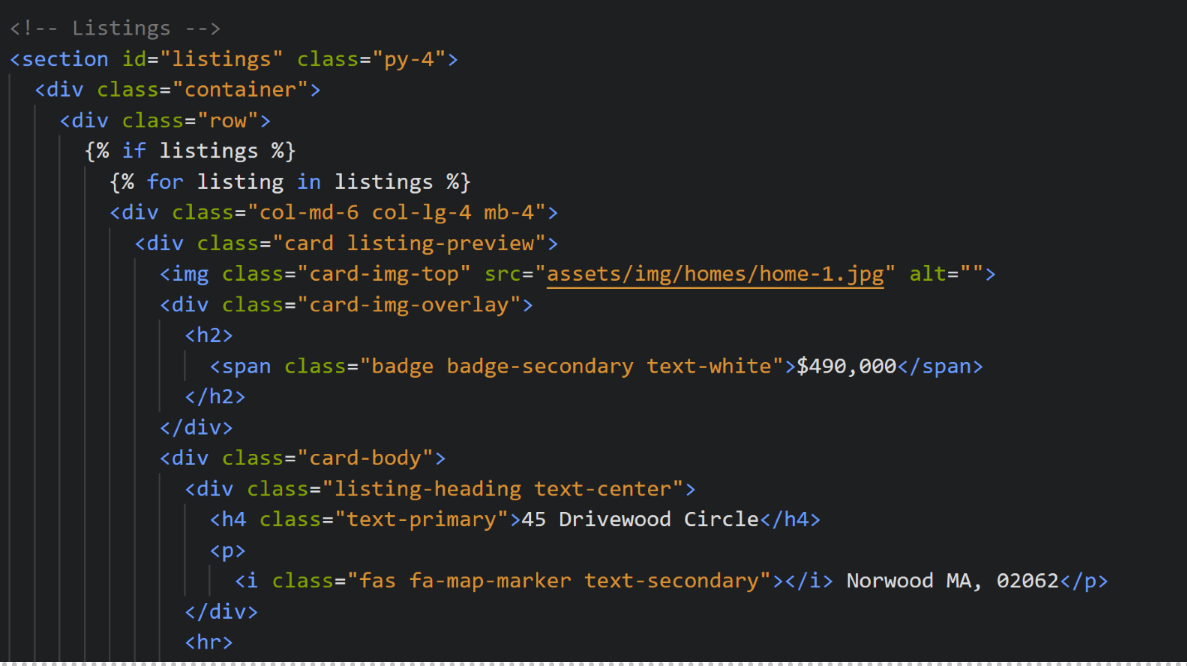 <!-- Listings -->
<section id="listings" class="py-4">
<div class="container">
<div class="row">
{% if listings %}
{% for listing in listings %}
<div class="col-md-6 col-lg-4 mb-4">
<div class="card listing-preview">
<img class="card-img-top" src="assets/img/homes/home-1.jpg" alt="">
<div class="card-img-overlay">
<h2>
<span class="badge badge-secondary text-white">$490,000</span>
</h2>
</div>
<div class="card-body">
<div class="listing-heading text-center">
<h4 class="text-primary">45 Drivewood Circle</h4>
<p>
<i class="fas fa-map-marker text-secondary"></i> Norwood MA, 02062</p>
</div>
<hr>